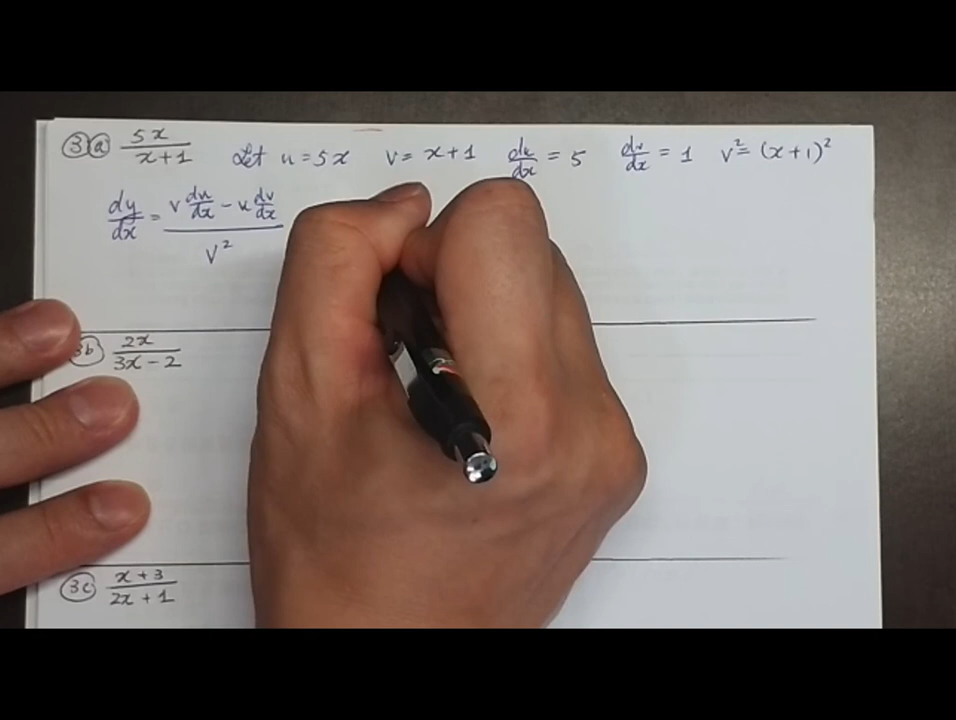 3a 5x/(x+1) Let u = 5x v = x+1 du/dx = 5 dv/dx = 1 v² = (x+1)²
dy/dx = (v du/dx - u dv/dx)/v²
3b 2x/(3x-2)
3c (x+3)/(2x+1)